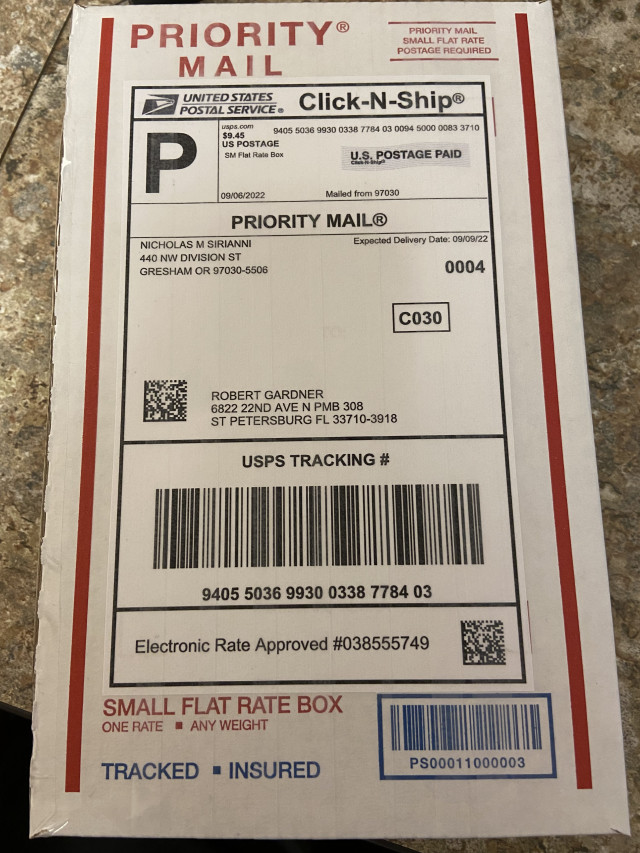 PRIORITY®
MAIL
PRIORITY MAIL
SMALL FLAT RATE
POSTAGE REQUIRED
UNITED STATES
POSTAL SERVICE®
Click-N-Ship®
P
usps.com
$9.45
US POSTAGE
SM Flat Rate Box
9405 5036 9930 0338 7784 03 0094 5000 0083 3710
U.S. POSTAGE PAID
Click-N-Ship®
09/06/2022
Mailed from 97030
PRIORITY MAIL®
NICHOLAS M SIRIANNI
440 NW DIVISION ST
GRESHAM OR 97030-5506
Expected Delivery Date: 09/09/22
0004
C030
ROBERT GARDNER
6822 22ND AVE N PMB 308
ST PETERSBURG FL 33710-3918
USPS TRACKING #
9405 5036 9930 0338 7784 03
Electronic Rate Approved #038555749
SMALL FLAT RATE BOX
ONE RATE ■ ANY WEIGHT
TRACKED ■ INSURED
PS00011000003